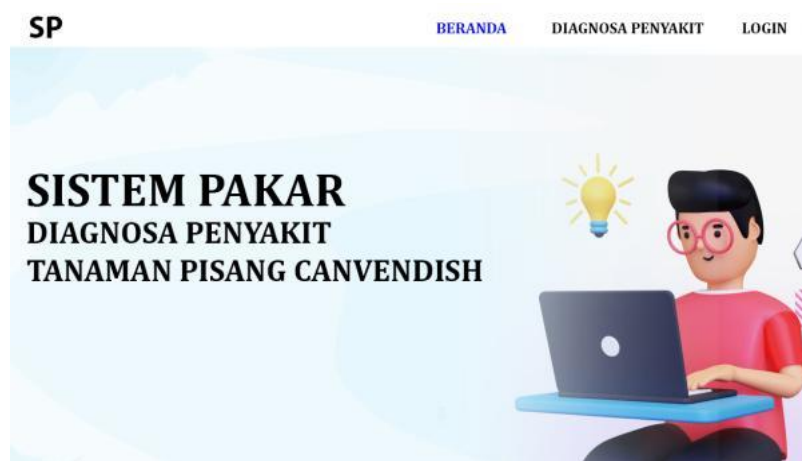 SP
BERANDA DIAGNOSA PENYAKIT LOGIN
SISTEM PAKAR
DIAGNOSA PENYAKIT
TANAMAN PISANG CANVENDISH